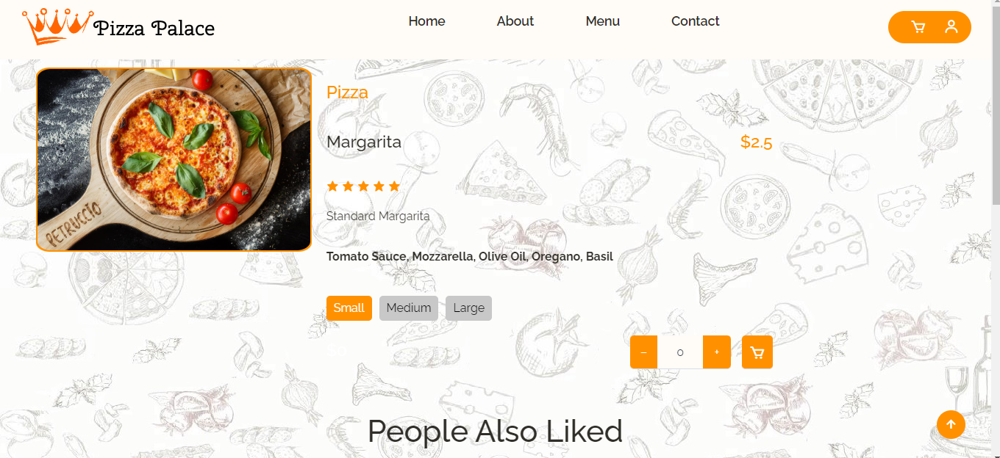 Pizza Palace
Home About Menu Contact
PETRUCCIO
Pizza
Margarita
$2.5
Standard Margarita
Tomato Sauce, Mozzarella, Olive Oil, Oregano, Basil
Small Medium Large
– 0 +
People Also Liked